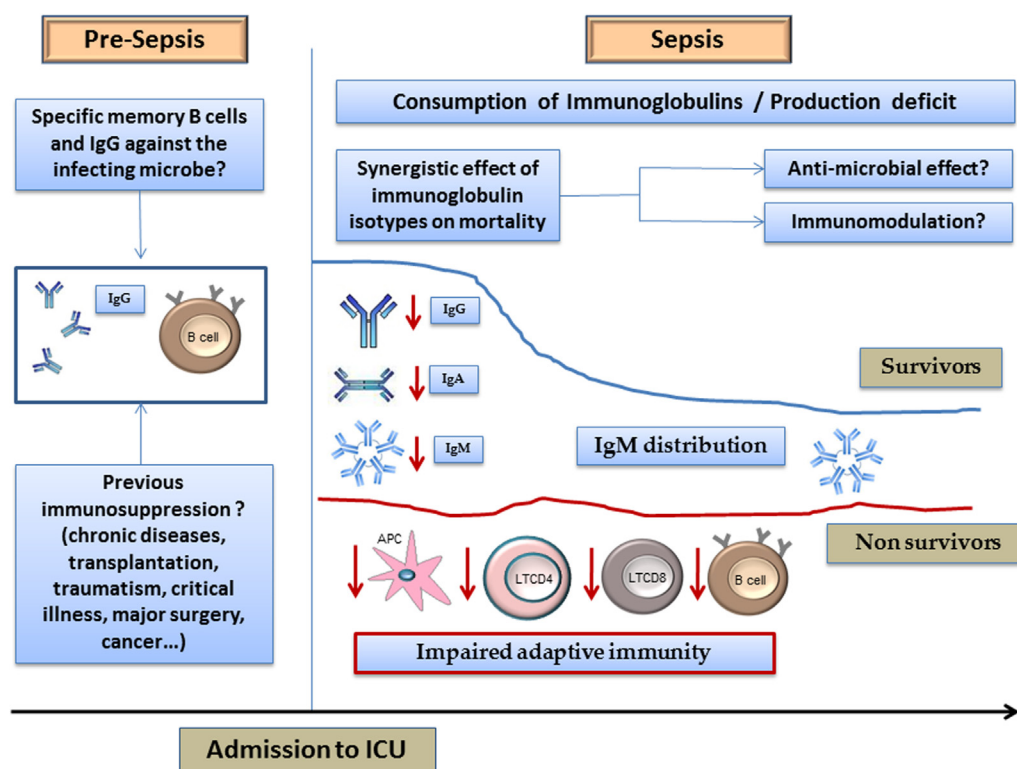 Pre-Sepsis
Sepsis
Specific memory B cells
and IgG against the
infecting microbe?
IgG
B cell
Previous
immunosuppression ?
(chronic diseases,
transplantation,
traumatism, critical
illness, major surgery,
cancer...)
Consumption of Immunoglobulins / Production deficit
Synergistic effect of
immunoglobulin
isotypes on mortality
Anti-microbial effect?
Immunomodulation?
IgG
IgA
IgM
Survivors
IgM distribution
Non survivors
APC
LTCD4
LTCD8
B cell
Impaired adaptive immunity
Admission to ICU